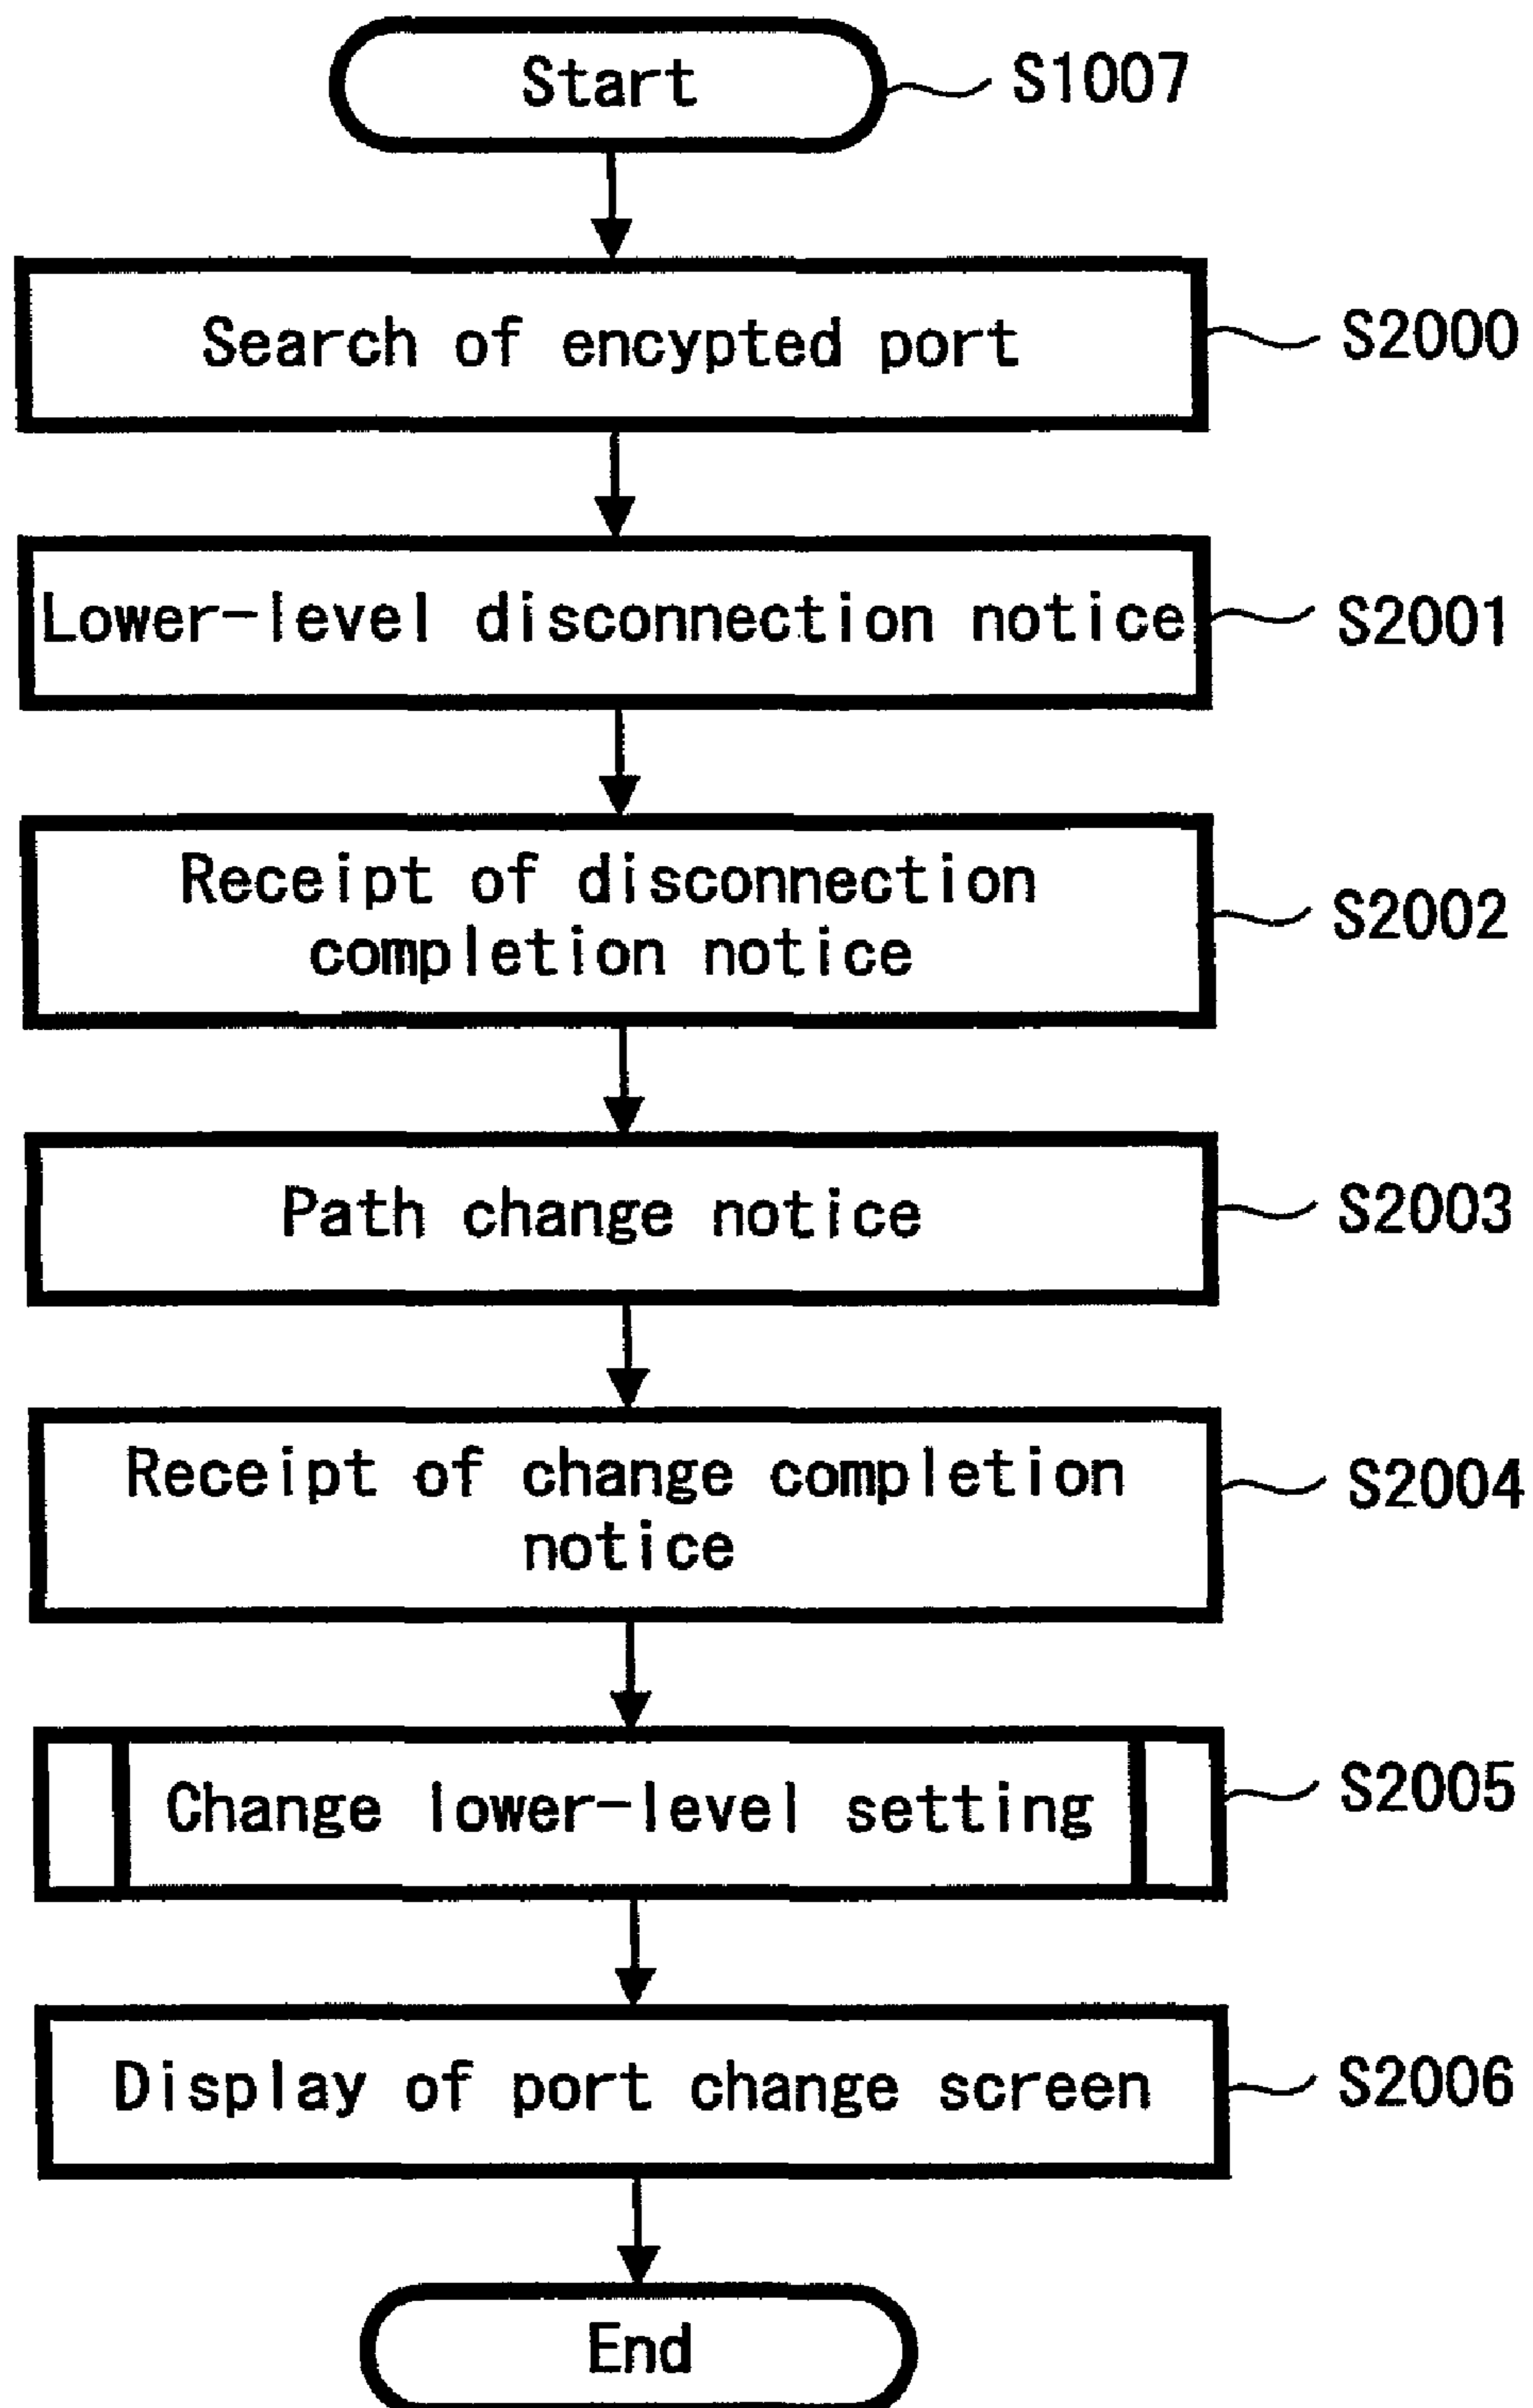 Start
S1007
Search of encypted port
S2000
Lower-level disconnection notice
S2001
Receipt of disconnection
completion notice
S2002
Path change notice
S2003
Receipt of change completion
notice
S2004
Change lower-level setting
S2005
Display of port change screen
S2006
End